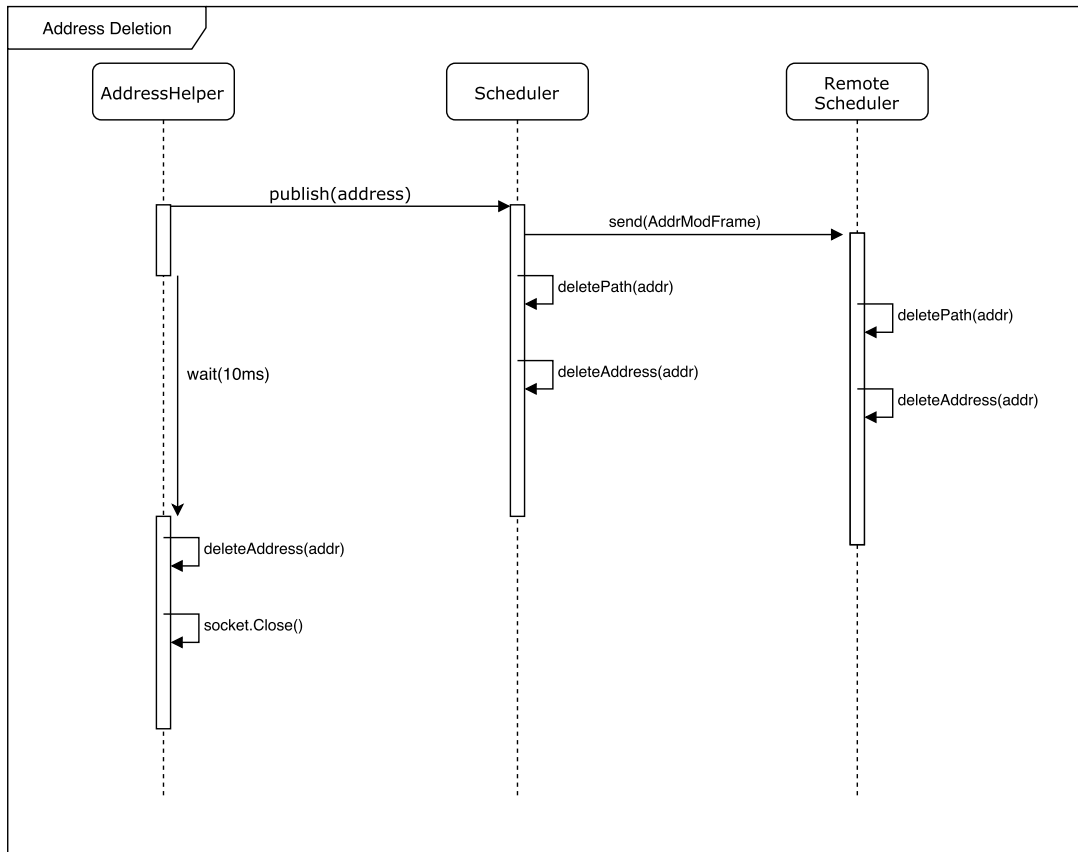 Address Deletion
AddressHelper
Scheduler
Remote
Scheduler
publish(address)
send(AddrModFrame)
deletePath(addr)
deletePath(addr)
wait(10ms)
deleteAddress(addr)
deleteAddress(addr)
deleteAddress(addr)
socket.Close()